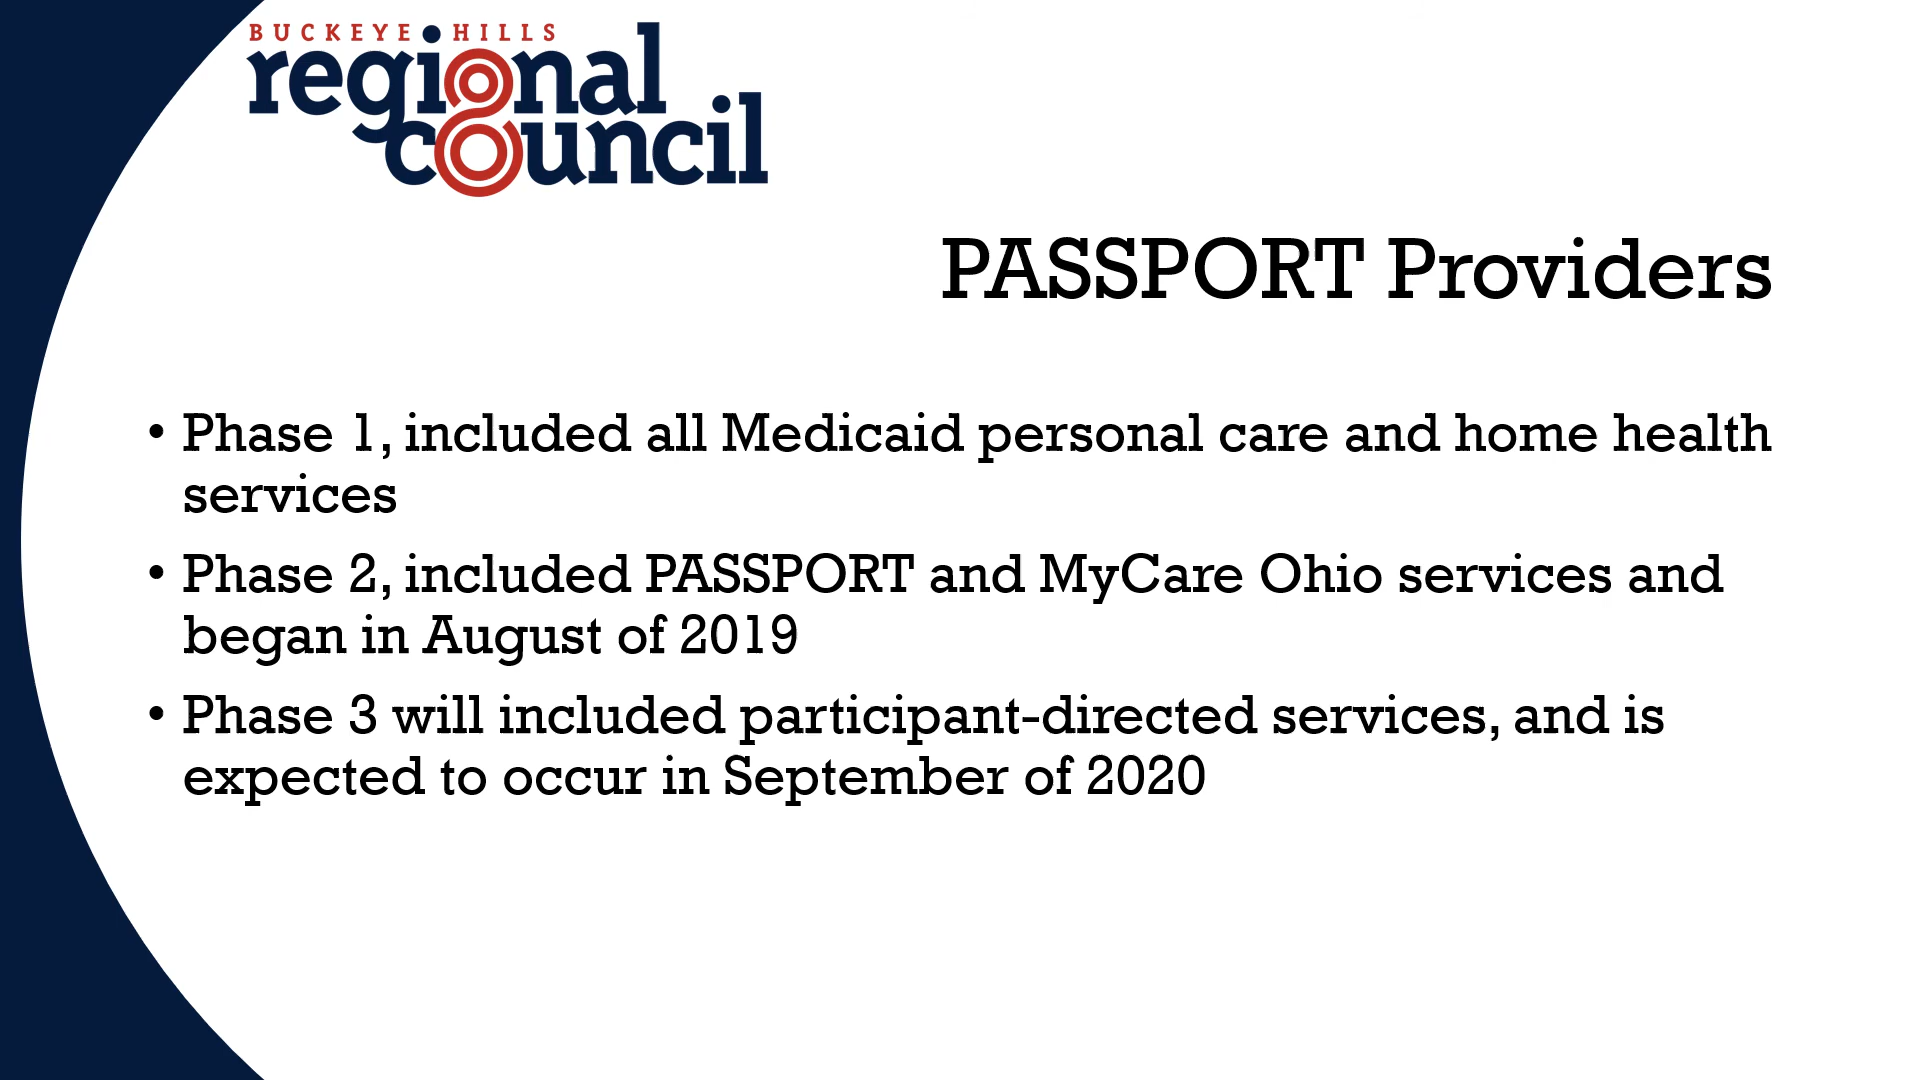 BUCKEYE HILLS
regional
council
PASSPORT Providers
• Phase 1, included all Medicaid personal care and home health
services
• Phase 2, included PASSPORT and MyCare Ohio services and
began in August of 2019
• Phase 3 will included participant-directed services, and is
expected to occur in September of 2020